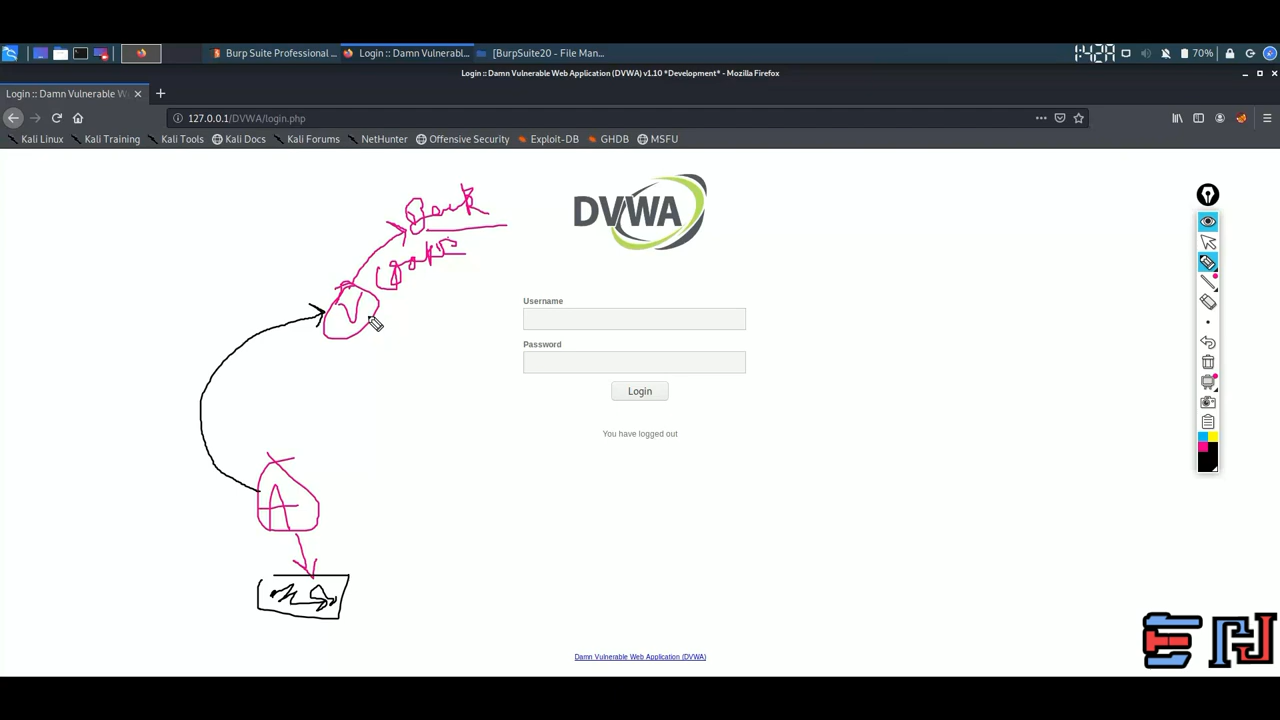 Burp Suite Professional ...
Login :: Damn Vulnerabl...
[BurpSuite20 - File Man...
1:42
70%
Login :: Damn Vulnerable Web Application (DVWA) v1.10 *Development* - Mozilla Firefox
Login :: Damn Vulnerable W
127.0.0.1/DVWA/login.php
Kali Linux
Kali Training
Kali Tools
Kali Docs
Kali Forums
NetHunter
Offensive Security
Exploit-DB
GHDB
MSFU
DVWA
V
Username
Password
Login
You have logged out
A
Damn Vulnerable Web Application (DVWA)